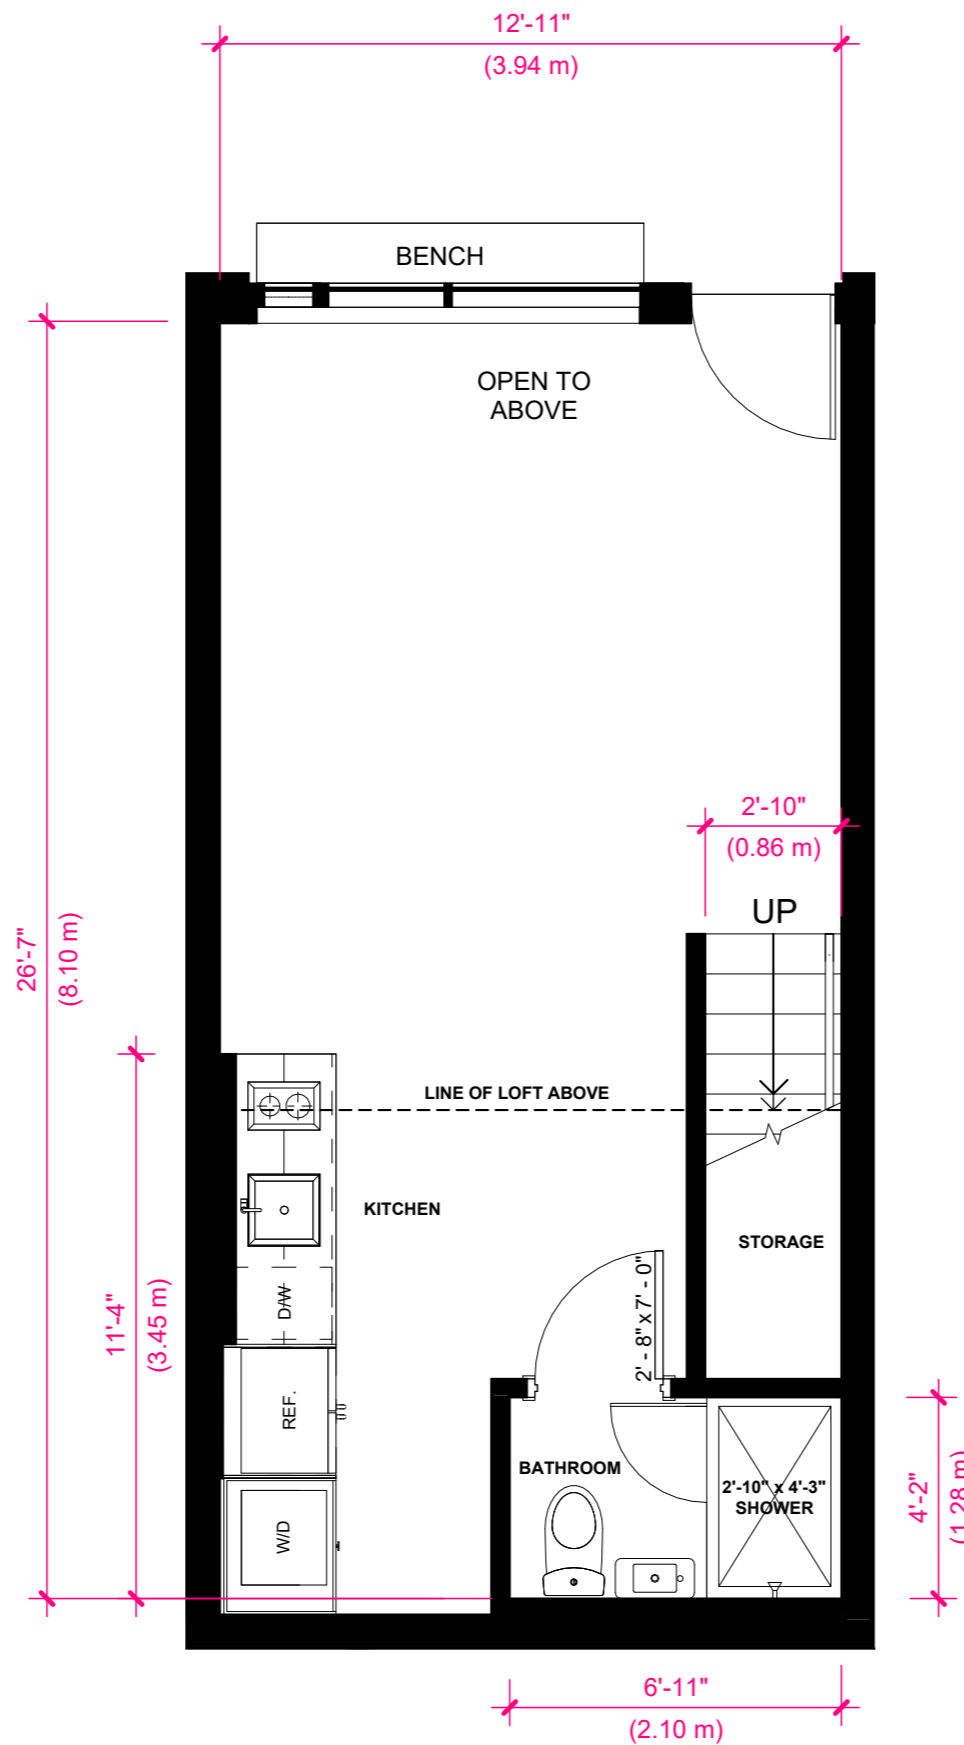 12'-11"
(3.94 m)
BENCH
OPEN TO
ABOVE
2'-10"
(0.86 m)
UP
26'-7"
(8.10 m)
LINE OF LOFT ABOVE
KITCHEN
STORAGE
11'-4"
(3.45 m)
D/W
2' - 8" x 7' - 0"
REF.
BATHROOM
2'-10" x 4'-3"
SHOWER
4'-2"
(1.28 m)
W/D
6'-11"
(2.10 m)